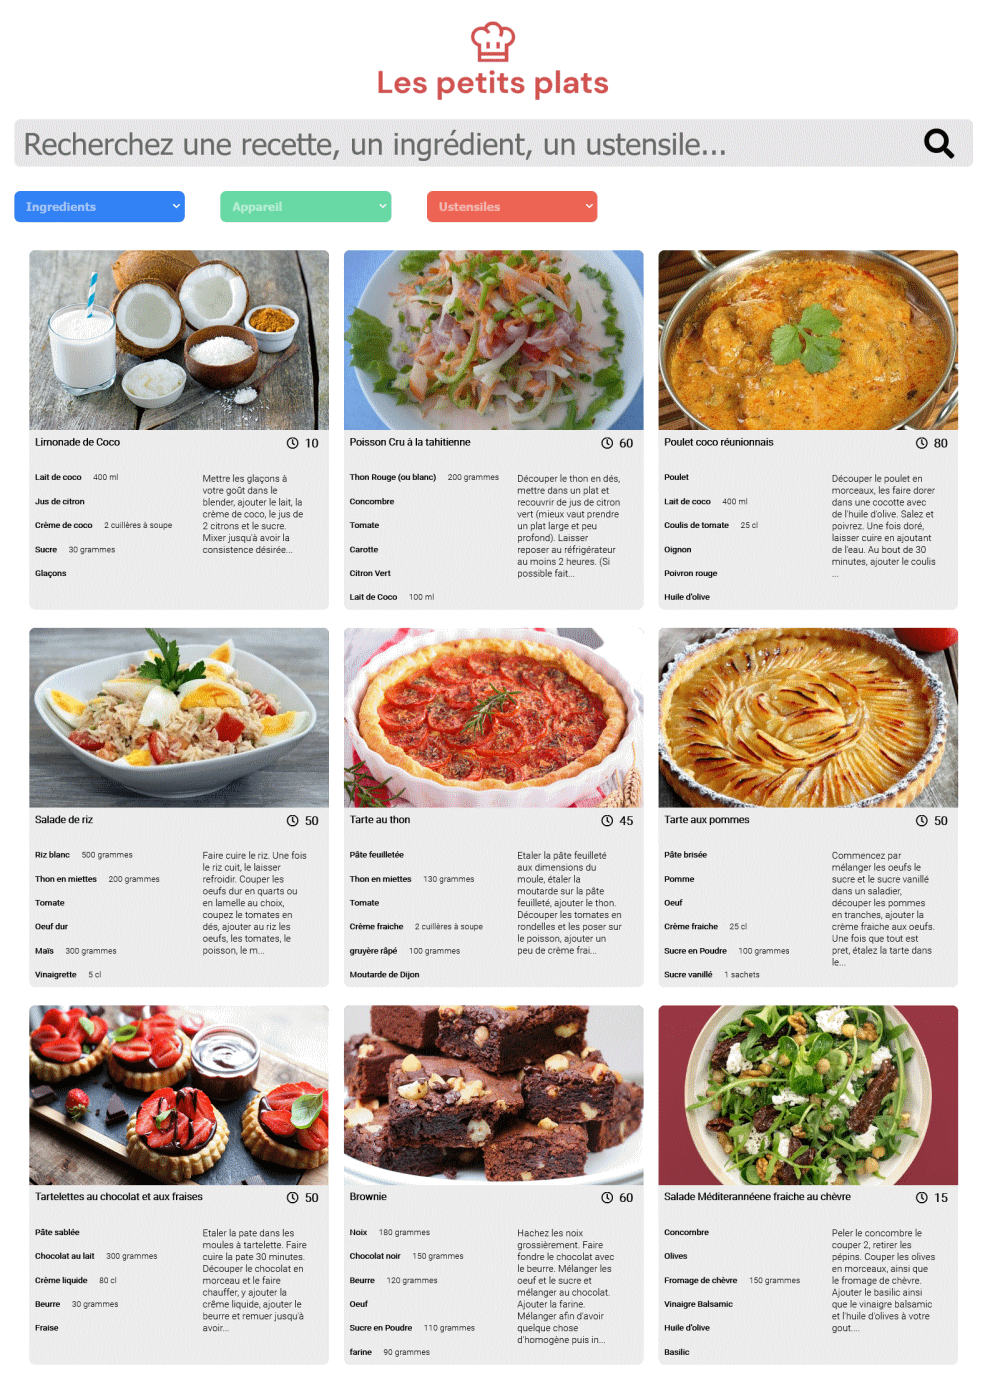 Les petits plats
Recherchez une recette, un ingrédient, un ustensile...
Ingredients
Appareil
Ustensiles
Limonade de Coco
10
Lait de coco 400 ml
Jus de citron
Crème de coco 2 cuillères à soupe
Sucre 30 grammes
Glaçons
Mettre les glaçons à
votre goût dans le
blender, ajouter le lait, la
crème de coco, le jus de
2 citrons et le sucre.
Mixer jusqu'à avoir la
consistence désirée...
Poisson Cru à la tahitienne
60
Thon Rouge (ou blanc) 200 grammes
Concombre
Tomate
Carotte
Citron Vert
Lait de Coco 100 ml
Découper le thon en dés,
mettre dans un plat et
recouvrir de jus de citron
vert (mieux vaut prendre
un plat large et peu
profond). Laisser
reposer au réfrigérateur
au moins 2 heures. (Si
possible fait...
Poulet coco réunionnais
80
Poulet
Lait de coco 400 ml
Coulis de tomate 25 cl
Oignon
Poivron rouge
Huile d'olive
Découper le poulet en
morceaux, les faire dorer
dans une cocotte avec
de l'huile d'olive. Salez et
poivrez. Une fois doré,
laisser cuire en ajoutant
de l'eau. Au bout de 30
minutes, ajouter le coulis
...
Salade de riz
50
Riz blanc 500 grammes
Thon en miettes 200 grammes
Tomate
Oeuf dur
Maïs 300 grammes
Vinaigrette 5 cl
Faire cuire le riz. Une fois
le riz cuit, le laisser
refroidir. Couper les
oeufs dur en quarts ou
en lamelle au choix,
coupez le tomates en
dés, ajouter au riz les
oeufs, les tomates, le
poisson, le m...
Tarte au thon
45
Pâte feuilletée
Thon en miettes 130 grammes
Tomate
Crème fraiche 2 cuillères à soupe
gruyère râpé 100 grammes
Moutarde de Dijon
Etaler la pâte feuilleté
aux dimensions du
moule, étaler la
moutarde sur la pâte
feuilleté, ajouter le thon.
Découper les tomates en
rondelles et les poser sur
le poisson, ajouter un
peu de crème frai...
Tarte aux pommes
50
Pâte brisée
Pomme
Oeuf
Crème fraiche 25 cl
Sucre en Poudre 100 grammes
Sucre vanillé 1 sachets
Commencez par
mélanger les oeufs le
sucre et le sucre vanillé
dans un saladier,
découper les pommes
en tranches, ajouter la
crème fraiche aux oeufs.
Une fois que tout est
pret, étalez la tarte dans
le...
Tartelettes au chocolat et aux fraises
50
Pâte sablée
Chocolat au lait 300 grammes
Crème liquide 80 cl
Beurre 30 grammes
Fraise
Etaler la pate dans les
moules à tartelette. Faire
cuire la pate 30 minutes.
Découper le chocolat en
morceau et le faire
chauffer, y ajouter la
crême liquide, ajouter le
beurre et remuer jusqu'à
avoir...
Brownie
60
Noix 180 grammes
Chocolat noir 150 grammes
Beurre 120 grammes
Oeuf
Sucre en Poudre 110 grammes
farine 90 grammes
Hachez les noix
grossièrement. Faire
fondre le chocolat avec
le beurre. Mélanger les
oeuf et le sucre et
mélanger au chocolat.
Ajouter la farine.
Mélanger afin d'avoir
quelque chose
d'homogène puis in...
Salade Méditerannéene fraiche au chèvre
15
Concombre
Olives
Fromage de chèvre 150 grammes
Vinaigre Balsamic
Huile d'olive
Basilic
Peler le concombre le
couper 2, retirer les
pépins. Couper les olives
en morceaux, ainsi que
le fromage de chèvre.
Ajouter le basilic ainsi
que le vinaigre balsamic
et l'huile d'olives à votre
gout....